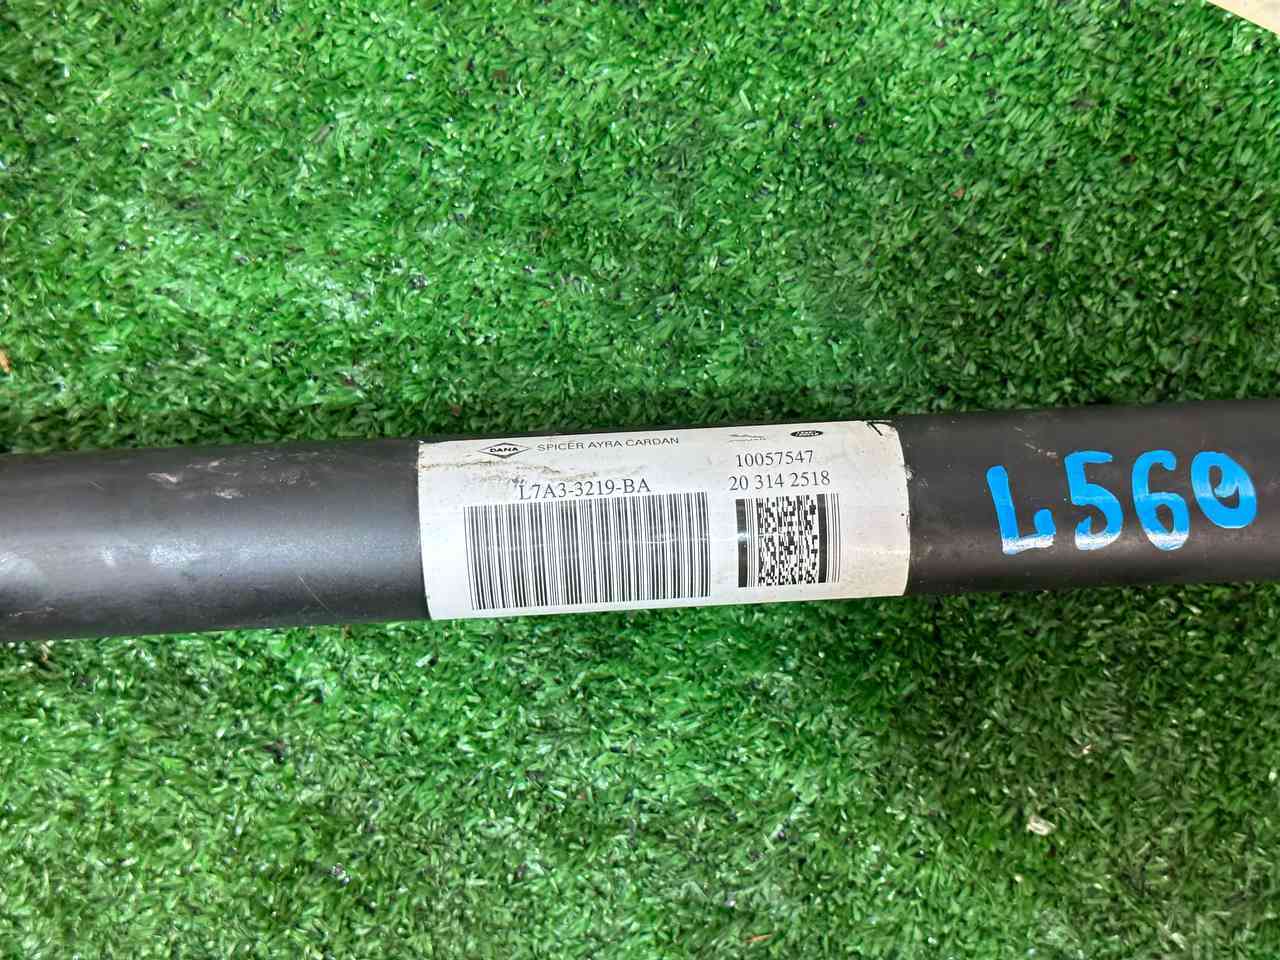 DANA SPICER AYRA CARDAN
10057547
L7A3-3219-BA
20 314 2518
L560